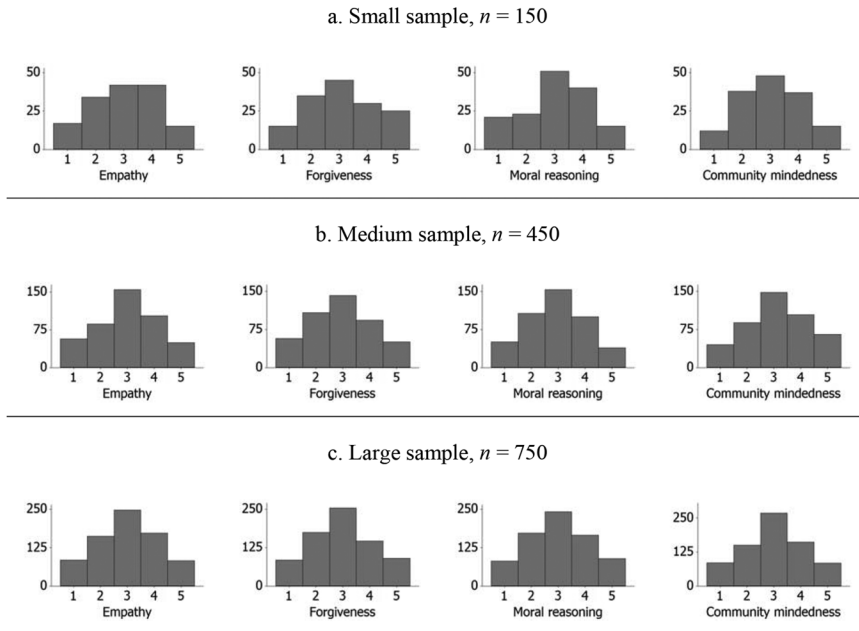 a. Small sample, n = 150
50
25
0
1 2 3 4 5
Empathy
50
25
0
1 2 3 4 5
Forgiveness
50
25
0
1 2 3 4 5
Moral reasoning
50
25
0
1 2 3 4 5
Community mindedness
b. Medium sample, n = 450
150
75
0
1 2 3 4 5
Empathy
150
75
0
1 2 3 4 5
Forgiveness
150
75
0
1 2 3 4 5
Moral reasoning
150
75
0
1 2 3 4 5
Community mindedness
c. Large sample, n = 750
250
125
0
1 2 3 4 5
Empathy
250
125
0
1 2 3 4 5
Forgiveness
250
125
0
1 2 3 4 5
Moral reasoning
250
125
0
1 2 3 4 5
Community mindedness